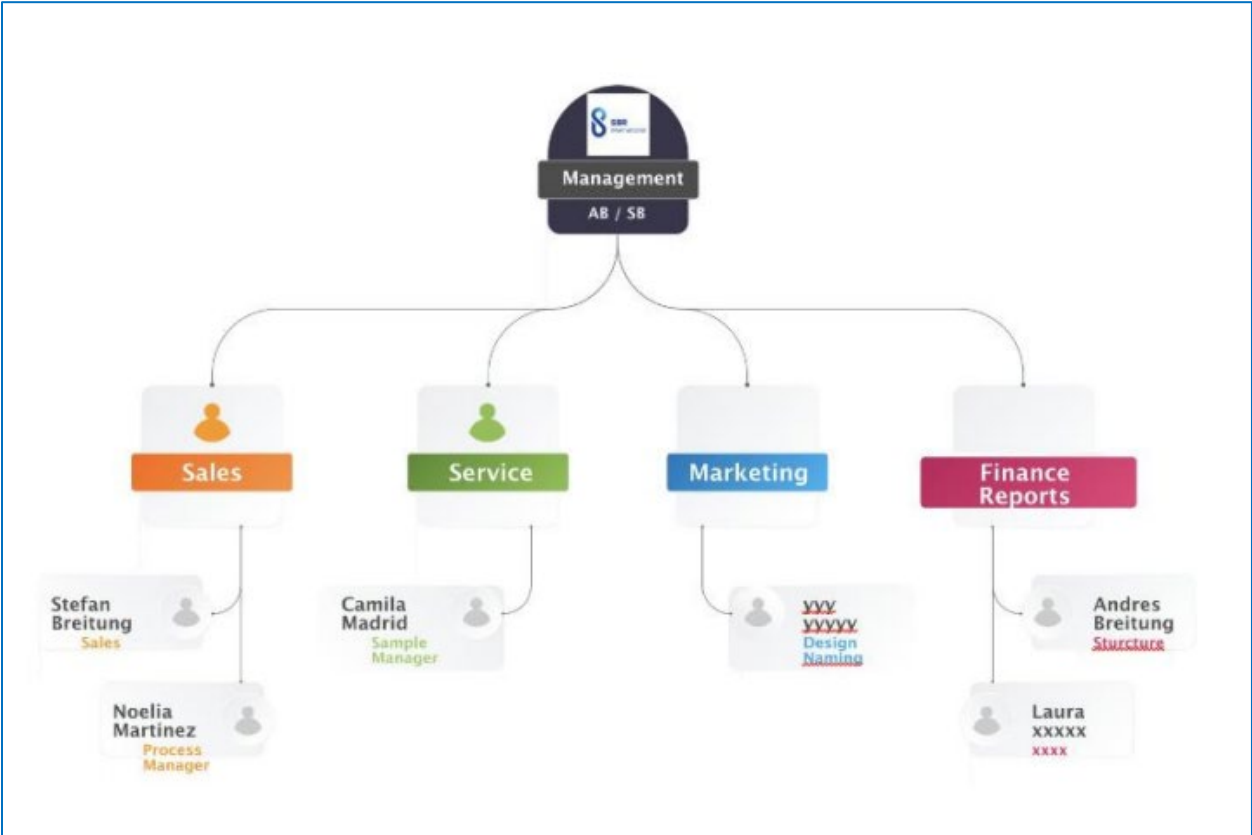 SBR
Management
AB / SB
Sales
Service
Marketing
Finance
Reports
Stefan
Breitung
Sales
Noelia
Martinez
Process
Manager
Camila
Madrid
Sample
Manager
yyy
yyyyy
Design
Naming
Andres
Breitung
Sturcture
Laura
xxxxx
xxxx